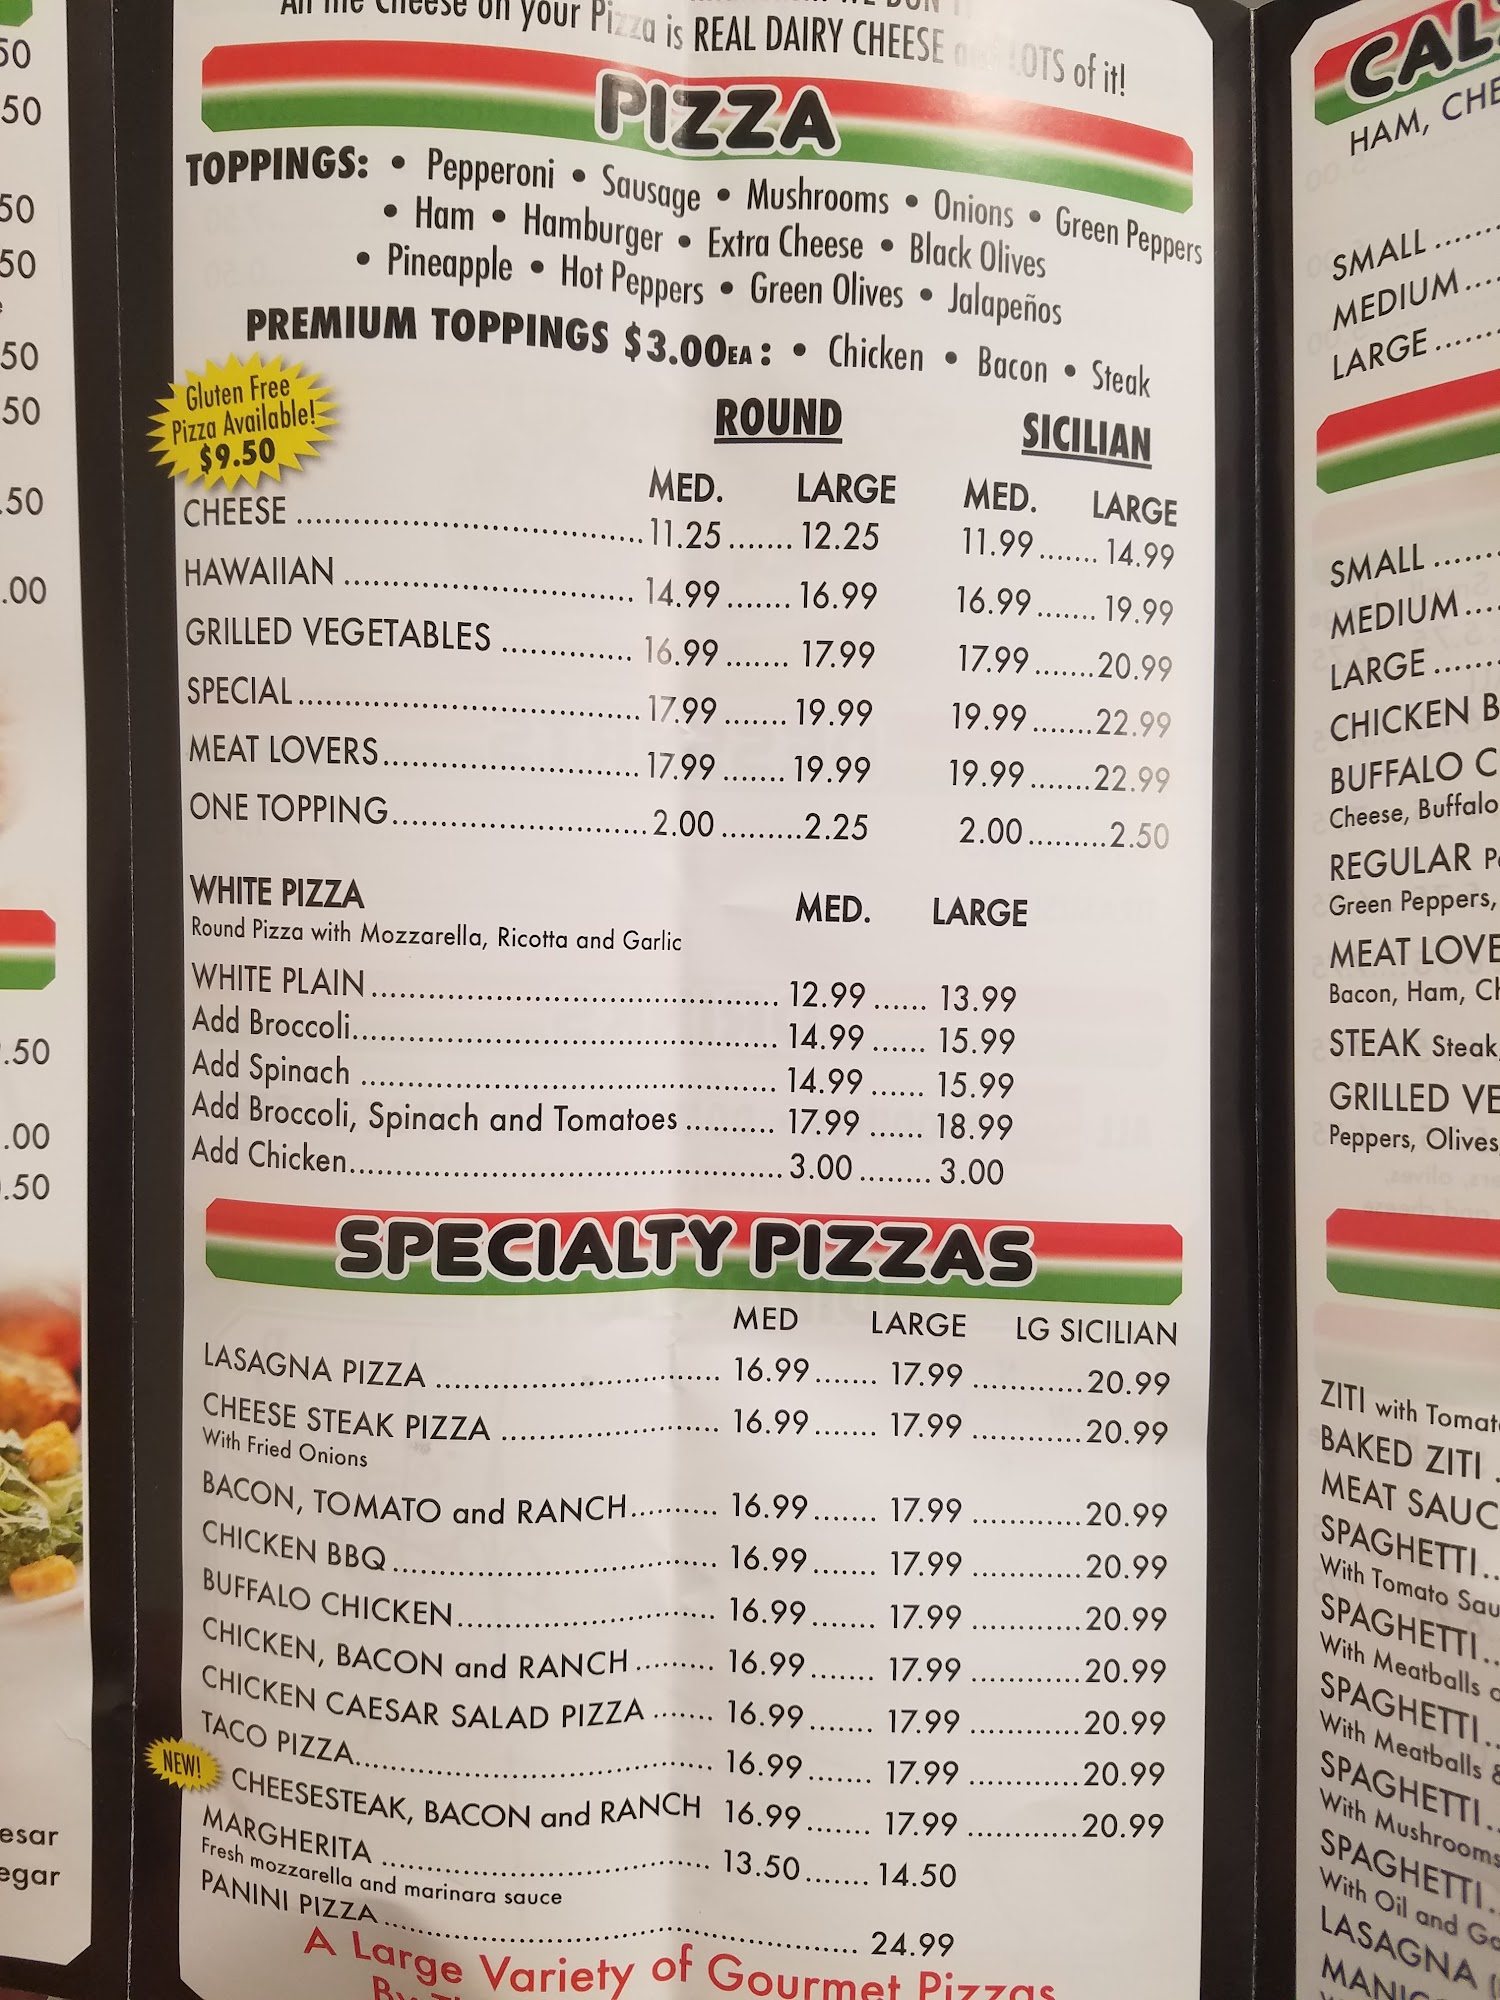 All the Cheese on your Pizza is REAL DAIRY CHEESE and LOTS of it!
PIZZA
TOPPINGS: • Pepperoni • Sausage • Mushrooms • Onions • Green Peppers
• Ham • Hamburger • Extra Cheese • Black Olives
• Pineapple • Hot Peppers • Green Olives • Jalapeños
PREMIUM TOPPINGS $3.00EA: • Chicken • Bacon • Steak
Gluten Free
Pizza Available!
$9.50
ROUND SICILIAN
MED. LARGE MED. LARGE
CHEESE 11.25 12.25 11.99 14.99
HAWAIIAN 14.99 16.99 16.99 19.99
GRILLED VEGETABLES 16.99 17.99 17.99 20.99
SPECIAL 17.99 19.99 19.99 22.99
MEAT LOVERS 17.99 19.99 19.99 22.99
ONE TOPPING 2.00 2.25 2.00 2.50
WHITE PIZZA MED. LARGE
Round Pizza with Mozzarella, Ricotta and Garlic
WHITE PLAIN 12.99 13.99
Add Broccoli 14.99 15.99
Add Spinach 14.99 15.99
Add Broccoli, Spinach and Tomatoes 17.99 18.99
Add Chicken 3.00 3.00
SPECIALTY PIZZAS
MED LARGE LG SICILIAN
LASAGNA PIZZA 16.99 17.99 20.99
CHEESE STEAK PIZZA 16.99 17.99 20.99
With Fried Onions
BACON, TOMATO and RANCH 16.99 17.99 20.99
CHICKEN BBQ 16.99 17.99 20.99
BUFFALO CHICKEN 16.99 17.99 20.99
CHICKEN, BACON and RANCH 16.99 17.99 20.99
CHICKEN CAESAR SALAD PIZZA 16.99 17.99 20.99
TACO PIZZA 16.99 17.99 20.99
NEW! CHEESESTEAK, BACON and RANCH 16.99 17.99 20.99
MARGHERITA 13.50 14.50
Fresh mozzarella and marinara sauce
PANINI PIZZA 24.99
A Large Variety of Gourmet Pizzas
HAM, CHE
SMALL
MEDIUM
LARGE
SMALL
MEDIUM
LARGE
CHICKEN B
BUFFALO C
Cheese, Buffalo
REGULAR
Green Peppers,
MEAT LOVE
Bacon, Ham, Ch
STEAK Steak,
GRILLED VE
Peppers, Olives,
ZITI with Tomat
BAKED ZITI
MEAT SAUC
SPAGHETTI
With Tomato Sau
SPAGHETTI
With Meatballs
SPAGHETTI
With Meatballs &
SPAGHETTI
With Mushrooms
SPAGHETTI
With Oil and Ga
LASAGNA